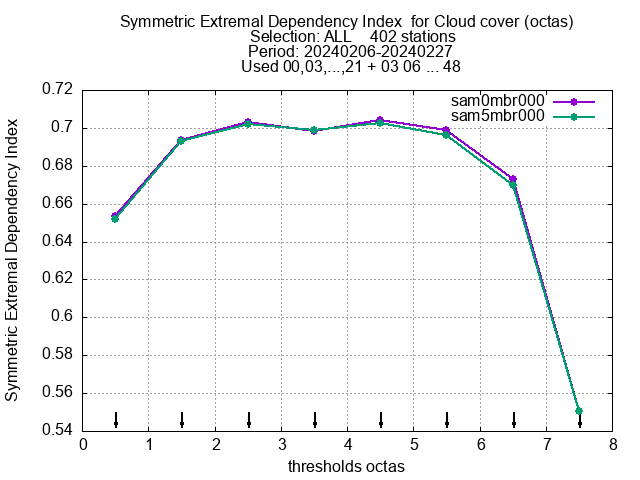 Symmetric Extremal Dependency Index  for Cloud cover (octas)
Selection: ALL    402 stations
Period: 20240206-20240227
Used 00,03,...,21 + 03 06 ... 48
sam0mbr000
sam5mbr000
Symmetric Extremal Dependency Index
0.72
0.7
0.68
0.66
0.64
0.62
0.6
0.58
0.56
0.54
0 1 2 3 4 5 6 7 8
thresholds octas